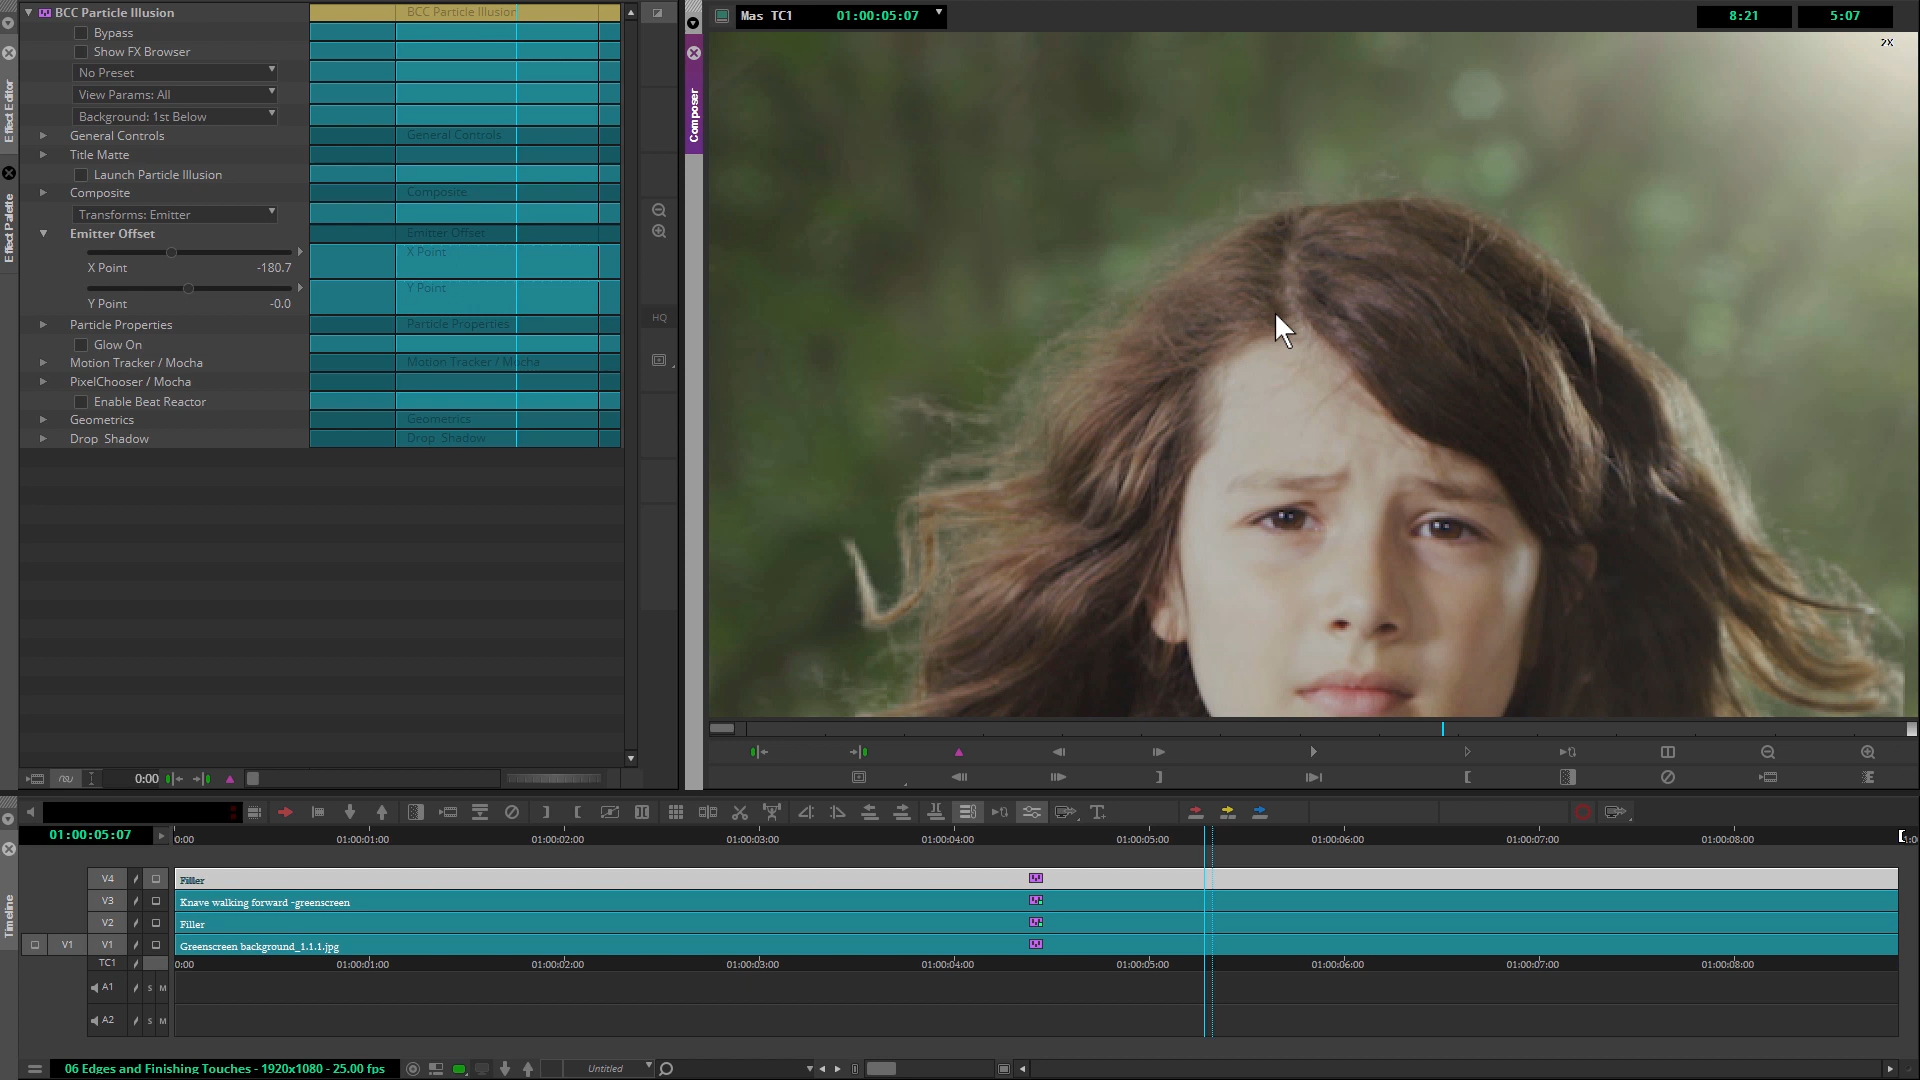 BCC Particle Illusion
BCC Particle Illusion
Bypass
Show FX Browser
No Preset
View Params: All
Background: 1st Below
General Controls
General Controls
Title Matte
Launch Particle Illusion
Composite
Composite
Transforms: Emitter
Emitter Offset
Emitter Offset
X Point
X Point
-180.7
Y Point
Y Point
-0.0
Particle Properties
Particle Properties
Glow On
Motion Tracker / Mocha
Motion Tracker / Mocha
PixelChooser / Mocha
Enable Beat Reactor
Geometrics
Geometrics
Drop Shadow
Drop Shadow
Effect Editor
Effect Palette
HQ
0:00
Composer
Mas TC1
01:00:05:07
8:21
5:07
2X
01:00:05:07
0:00
01:00:01:00
01:00:02:00
01:00:03:00
01:00:04:00
01:00:05:00
01:00:06:00
01:00:07:00
01:00:08:00
Timeline
V4
Filler
V3
Knave walking forward -greenscreen
V2
Filler
V1
V1
Greenscreen background_1.1.1.jpg
TC1
0:00
01:00:01:00
01:00:02:00
01:00:03:00
01:00:04:00
01:00:05:00
01:00:06:00
01:00:07:00
01:00:08:00
A1
S
M
A2
S
M
06 Edges and Finishing Touches - 1920x1080 - 25.00 fps
Untitled